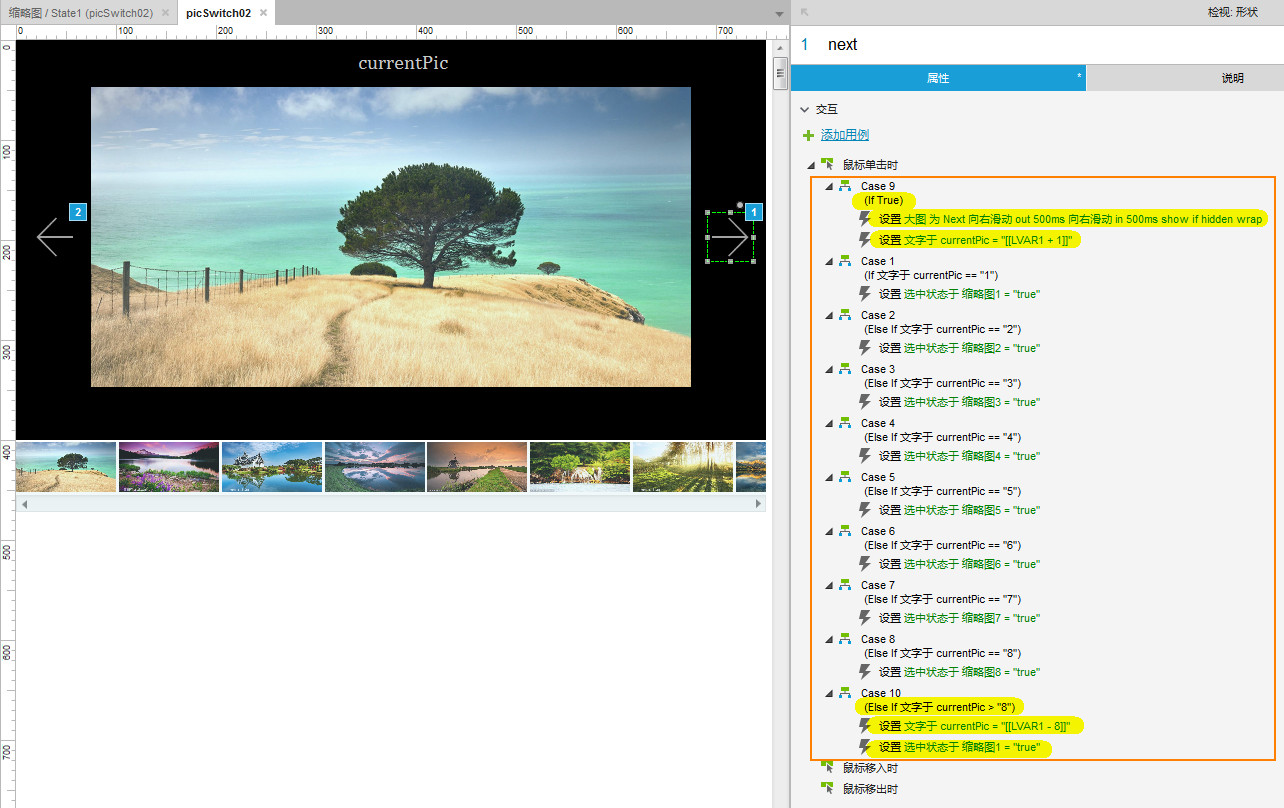 缩略图 / State1 (picSwitch02)
picSwitch02
0 100 200 300 400 500 600 700
0
100
200
300
400
500
600
700
currentPic
2
1
检视: 形状
1 next
属性 *
说明
交互
添加用例
鼠标单击时
Case 9
(If True)
设置 大图 为 Next 向右滑动 out 500ms 向右滑动 in 500ms show if hidden wrap
设置 文字于 currentPic = "[[LVAR1 + 1]]"
Case 1
(If 文字于 currentPic == "1")
设置 选中状态于 缩略图1 = "true"
Case 2
(Else If 文字于 currentPic == "2")
设置 选中状态于 缩略图2 = "true"
Case 3
(Else If 文字于 currentPic == "3")
设置 选中状态于 缩略图3 = "true"
Case 4
(Else If 文字于 currentPic == "4")
设置 选中状态于 缩略图4 = "true"
Case 5
(Else If 文字于 currentPic == "5")
设置 选中状态于 缩略图5 = "true"
Case 6
(Else If 文字于 currentPic == "6")
设置 选中状态于 缩略图6 = "true"
Case 7
(Else If 文字于 currentPic == "7")
设置 选中状态于 缩略图7 = "true"
Case 8
(Else If 文字于 currentPic == "8")
设置 选中状态于 缩略图8 = "true"
Case 10
(Else If 文字于 currentPic > "8")
设置 文字于 currentPic = "[[LVAR1 - 8]]"
设置 选中状态于 缩略图1 = "true"
鼠标移入时
鼠标移出时